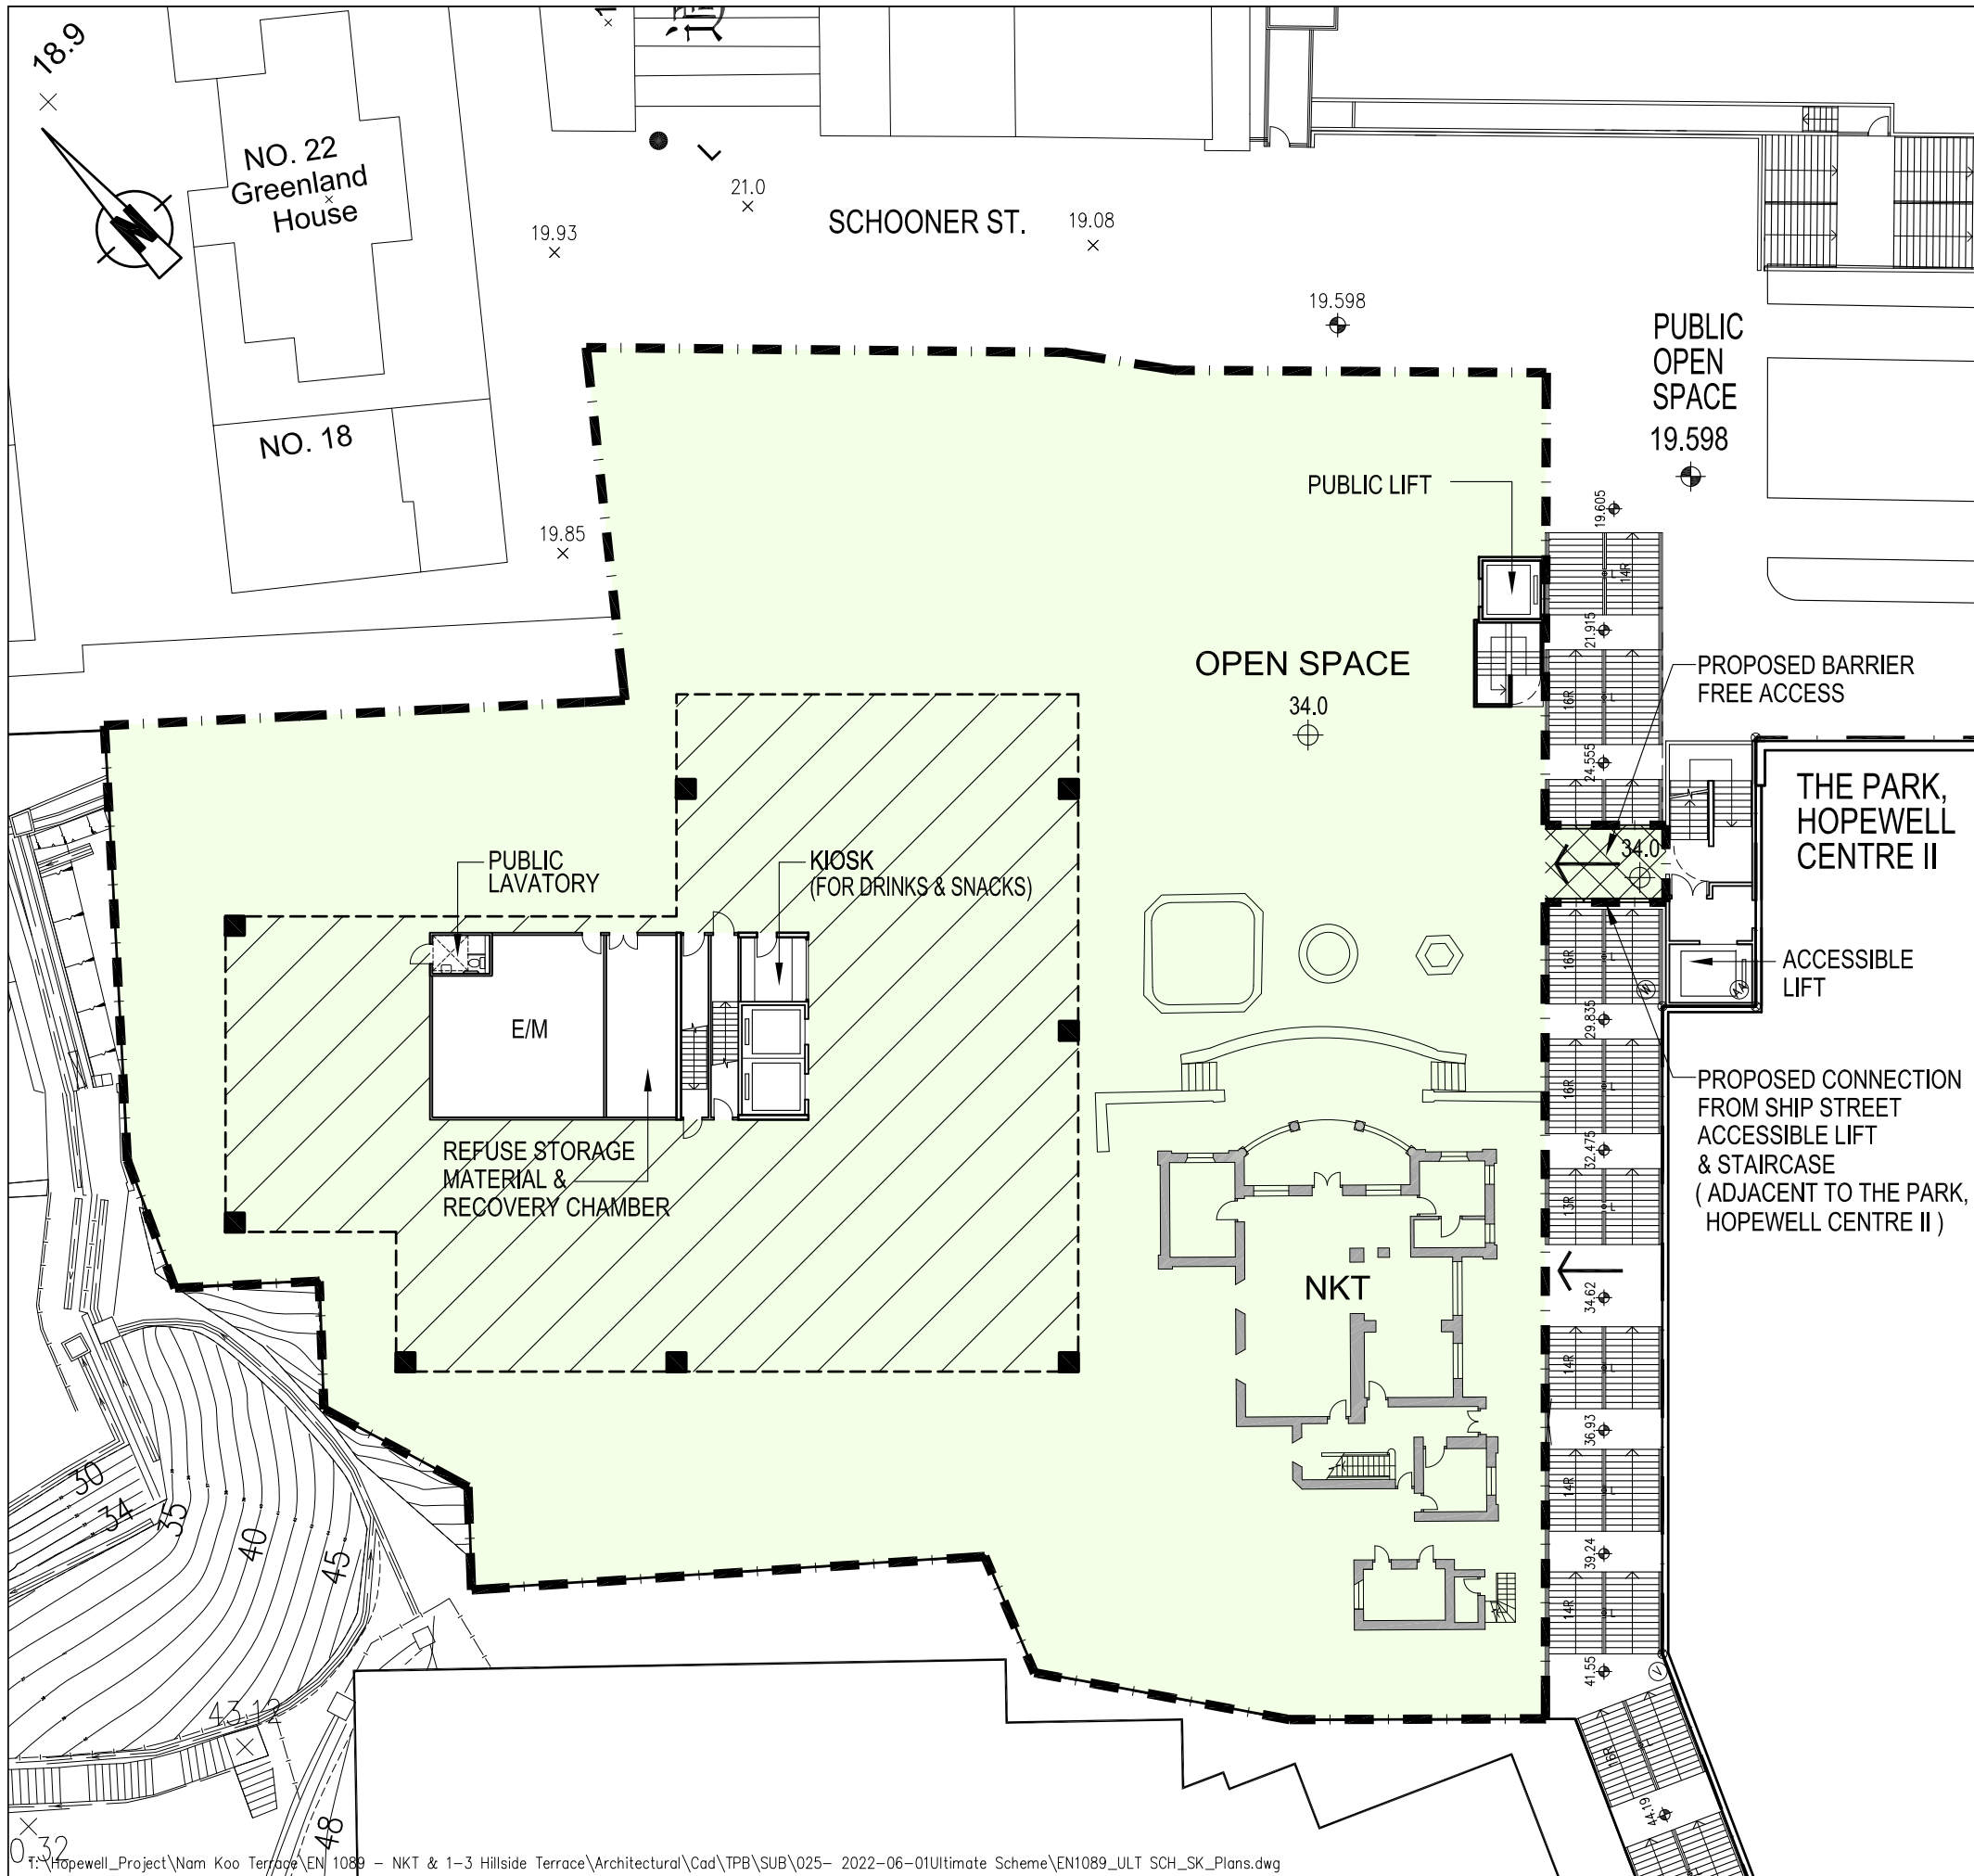 18.9
NO. 22
Greenland
House
N
NO. 18
21.0
19.93
SCHOONER ST.
19.08
19.598
19.85
PUBLIC
OPEN
SPACE
19.598
PUBLIC LIFT
19.605
14R
21.915
16R
24.555
OPEN SPACE
34.0
PROPOSED BARRIER
FREE ACCESS
THE PARK,
HOPEWELL
CENTRE II
34.0
PUBLIC
LAVATORY
KIOSK
(FOR DRINKS & SNACKS)
ACCESSIBLE
LIFT
16R
29.835
E/M
REFUSE STORAGE
MATERIAL &
RECOVERY CHAMBER
PROPOSED CONNECTION
FROM SHIP STREET
ACCESSIBLE LIFT
& STAIRCASE
( ADJACENT TO THE PARK,
HOPEWELL CENTRE II )
16R
32.475
13R
NKT
34.62
14R
36.93
14R
39.24
14R
41.55
16R
44.19
30
34
35
40
45
43.12
48
0.32
T:\Hopewell_Project\Nam Koo Terrace\EN 1089 – NKT & 1-3 Hillside Terrace\Architectural\Cad\TPB\SUB\025- 2022-06-01Ultimate Scheme\EN1089_ULT SCH_SK_Plans.dwg